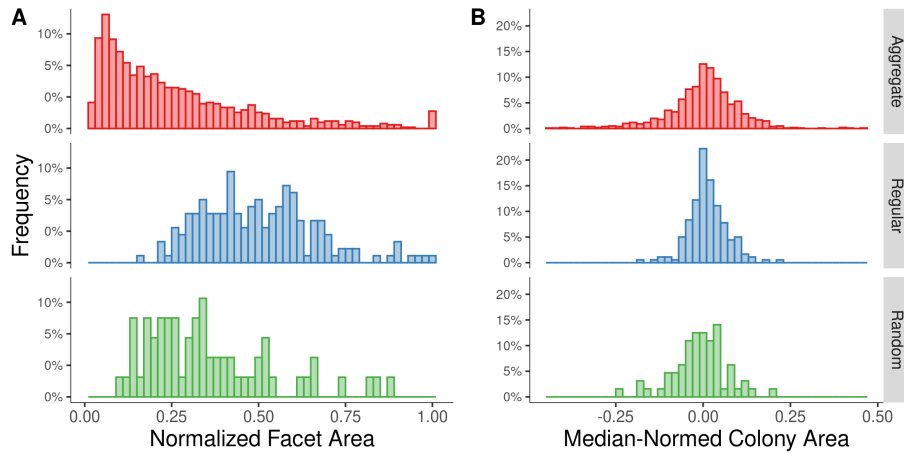 A
B
10%
5%
0%
0%
20%
15%
10%
5%
0%
Aggregate
Frequency
10%
5%
0%
0%
20%
15%
10%
5%
0%
Regular
10%
5%
0%
0%
20%
15%
10%
5%
0%
Random
0.00 0.25 0.50 0.75 1.00
-0.25 0.00 0.25 0.50
Normalized Facet Area
Median-Normed Colony Area